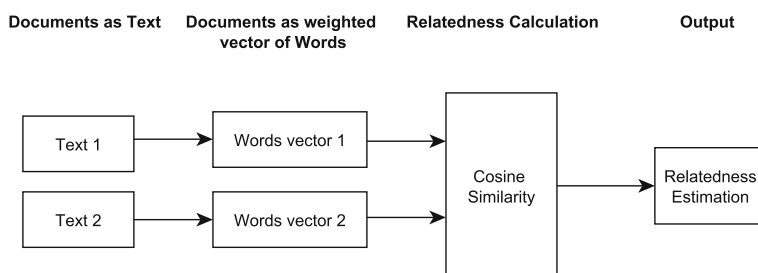 Documents as Text
Documents as weighted
vector of Words
Relatedness Calculation
Output
Text 1
Words vector 1
Text 2
Words vector 2
Cosine
Similarity
Relatedness
Estimation